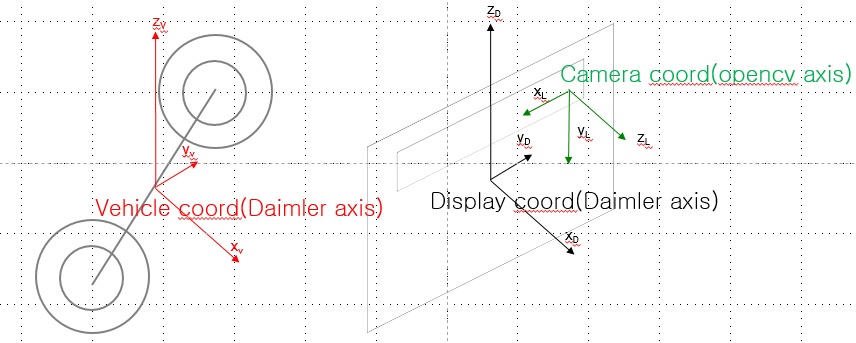 z_V
z_D
Camera coord(opencv axis)
x_L
y_L
z_L
y_D
y_v
Vehicle coord(Daimler axis)
Display coord(Daimler axis)
x_v
x_D